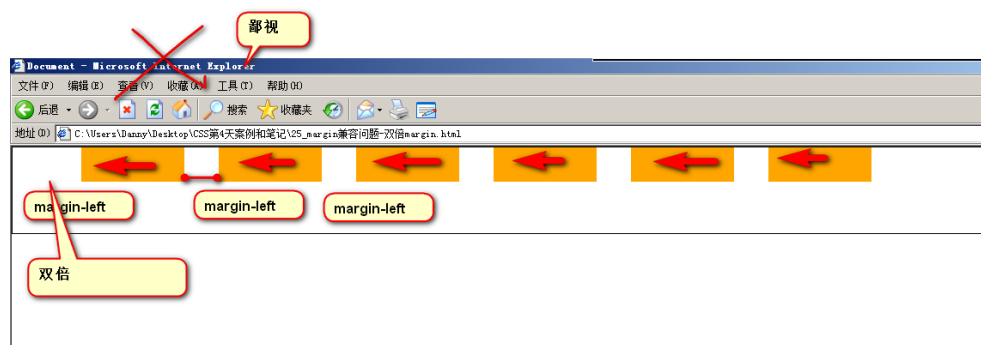 鄙视
Document - Microsoft Internet Explorer
文件(F) 编辑(E) 查看(V) 收藏(A) 工具(T) 帮助(H)
后退 搜索 收藏夹
地址(D) C:\Users\Danny\Desktop\CSS第4天案例和笔记\25_margin兼容问题-双倍margin.html
margin-left margin-left margin-left
双倍